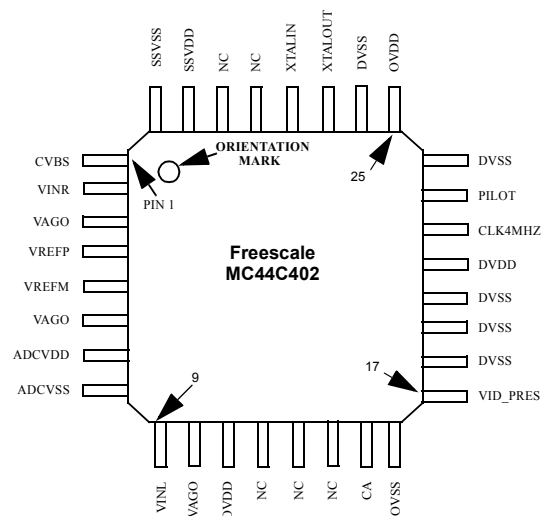 SSVSS
SSVDD
NC
NC
XTALIN
XTALOUT
DVSS
OVDD
ORIENTATION
MARK
25
PIN 1
CVBS
VINR
VAGO
VREFP
VREFM
VAGO
ADCVDD
ADCVSS
Freescale
MC44C402
DVSS
PILOT
CLK4MHZ
DVDD
DVSS
DVSS
DVSS
VID_PRES
17
9
VINL
VAGO
OVDD
NC
NC
NC
CA
OVSS